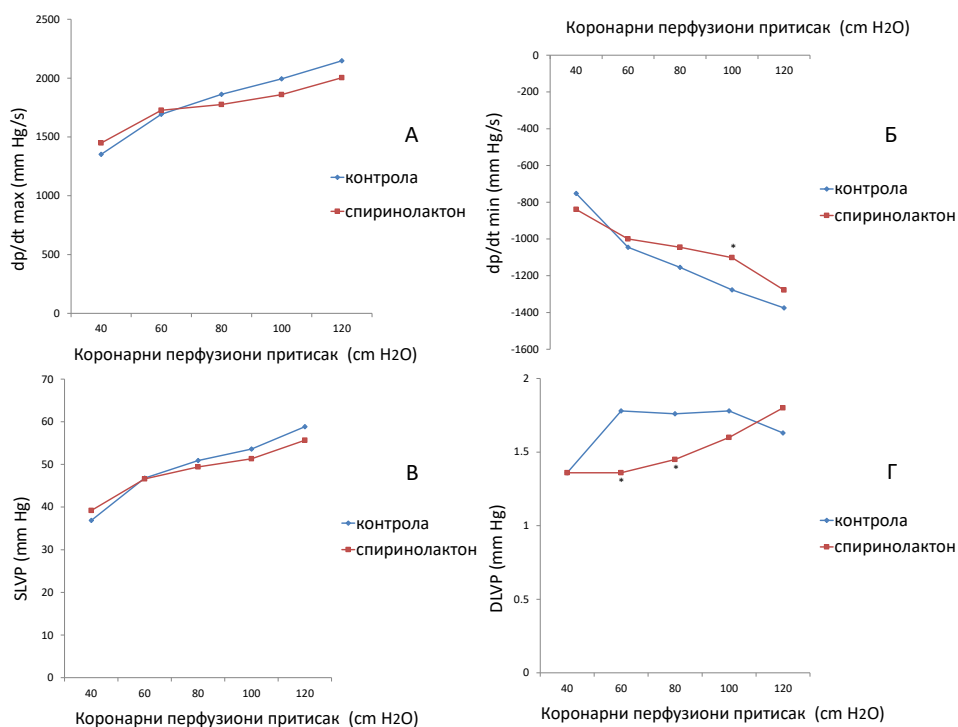 2500
2000
1500
1000
500
0
dp/dt max (mm Hg/s)
А
контрола
спиринолактон
40 60 80 100 120
Коронарни перфузиони притисак (cm H2O)
Коронарни перфузиони притисак (cm H2O)
0
-200
-400
-600
-800
-1000
-1200
-1400
-1600
40 60 80 100 120
dp/dt min (mm Hg/s)
Б
контрола
спиринолактон
*
70
60
50
40
30
20
10
0
SLVP (mm Hg)
В
контрола
спиринолактон
40 60 80 100 120
Коронарни перфузиони притисак (cm H2O)
2
1.5
1
0.5
0
DLVP (mm Hg)
Г
контрола
спиринолактон
* *
40 60 80 100 120
Коронарни перфузиони притисак (cm H2O)